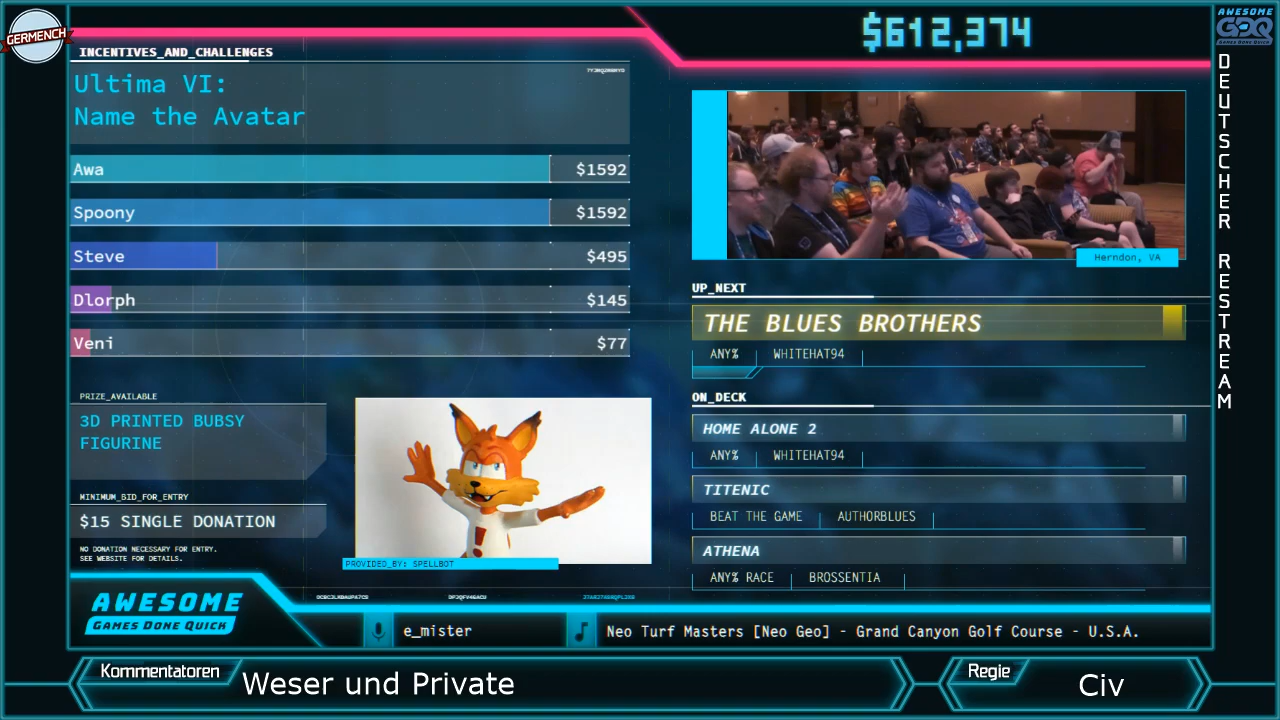 GERMENCH
INCENTIVES_AND_CHALLENGES
$612,374
AWESOME
GDQ
GAMES DONE QUICK
DEUTSCHER RESTREAM
Ultima VI:
Name the Avatar
Awa $1592
Spoony $1592
Steve $495
Dlorph $145
Veni $77
Herndon, VA
UP_NEXT
THE BLUES BROTHERS
ANY% WHITEHAT94
ON_DECK
HOME ALONE 2
ANY% WHITEHAT94
TITENIC
BEAT THE GAME AUTHORBLUES
ATHENA
ANY% RACE BROSSENTIA
PRIZE_AVAILABLE
3D PRINTED BUBSY
FIGURINE
MINIMUM_BID_FOR_ENTRY
$15 SINGLE DONATION
NO DONATION NECESSARY FOR ENTRY.
SEE WEBSITE FOR DETAILS.
PROVIDED_BY: SPELLBOT
AWESOME
GAMES DONE QUICK
e_mister
Neo Turf Masters [Neo Geo] - Grand Canyon Golf Course - U.S.A.
Kommentatoren
Weser und Private
Regie
Civ